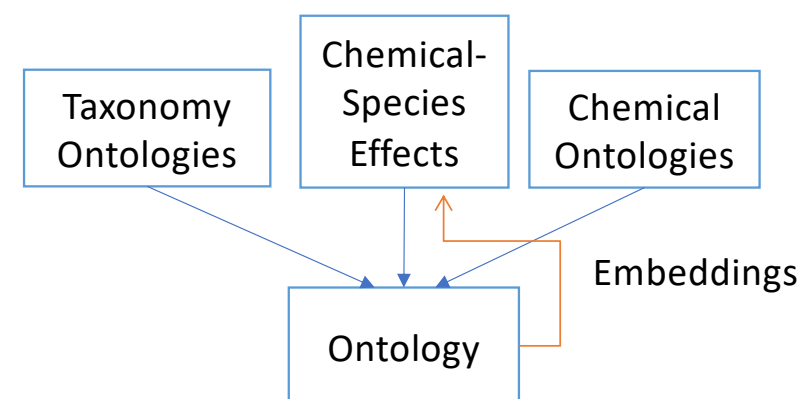 Taxonomy
Ontologies
Chemical-
Species
Effects
Chemical
Ontologies
Embeddings
Ontology